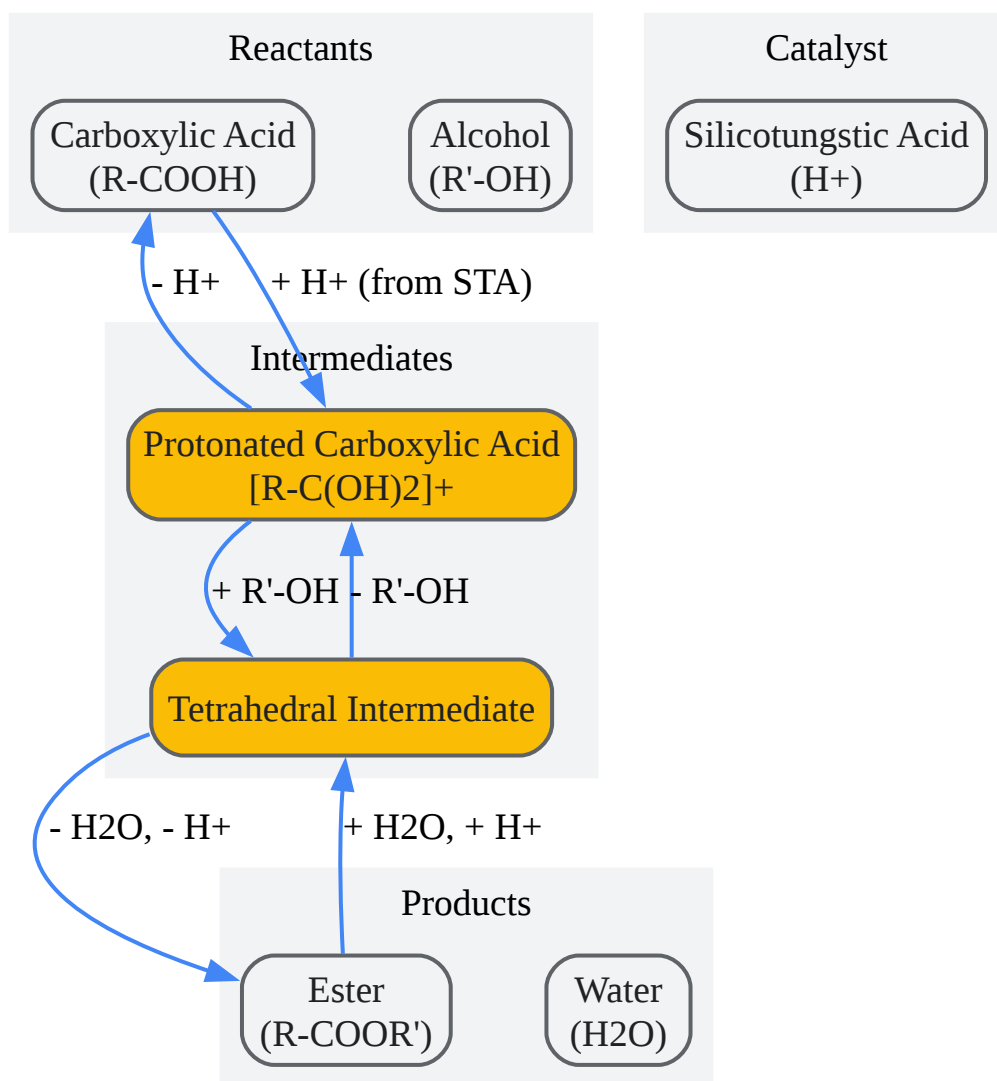 Reactants
Catalyst
Carboxylic Acid
(R-COOH)
Alcohol
(R'-OH)
Silicotungstic Acid
(H+)
- H+
+ H+ (from STA)
Intermediates
Protonated Carboxylic Acid
[R-C(OH)2]+
+ R'-OH
- R'-OH
Tetrahedral Intermediate
- H2O, - H+
+ H2O, + H+
Products
Ester
(R-COOR')
Water
(H2O)